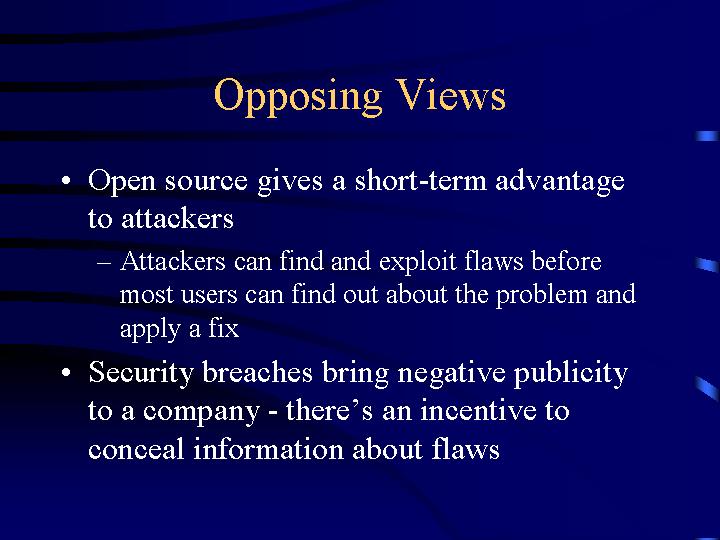 Opposing Views
• Open source gives a short-term advantage
to attackers
– Attackers can find and exploit flaws before
most users can find out about the problem and
apply a fix
• Security breaches bring negative publicity
to a company - there’s an incentive to
conceal information about flaws